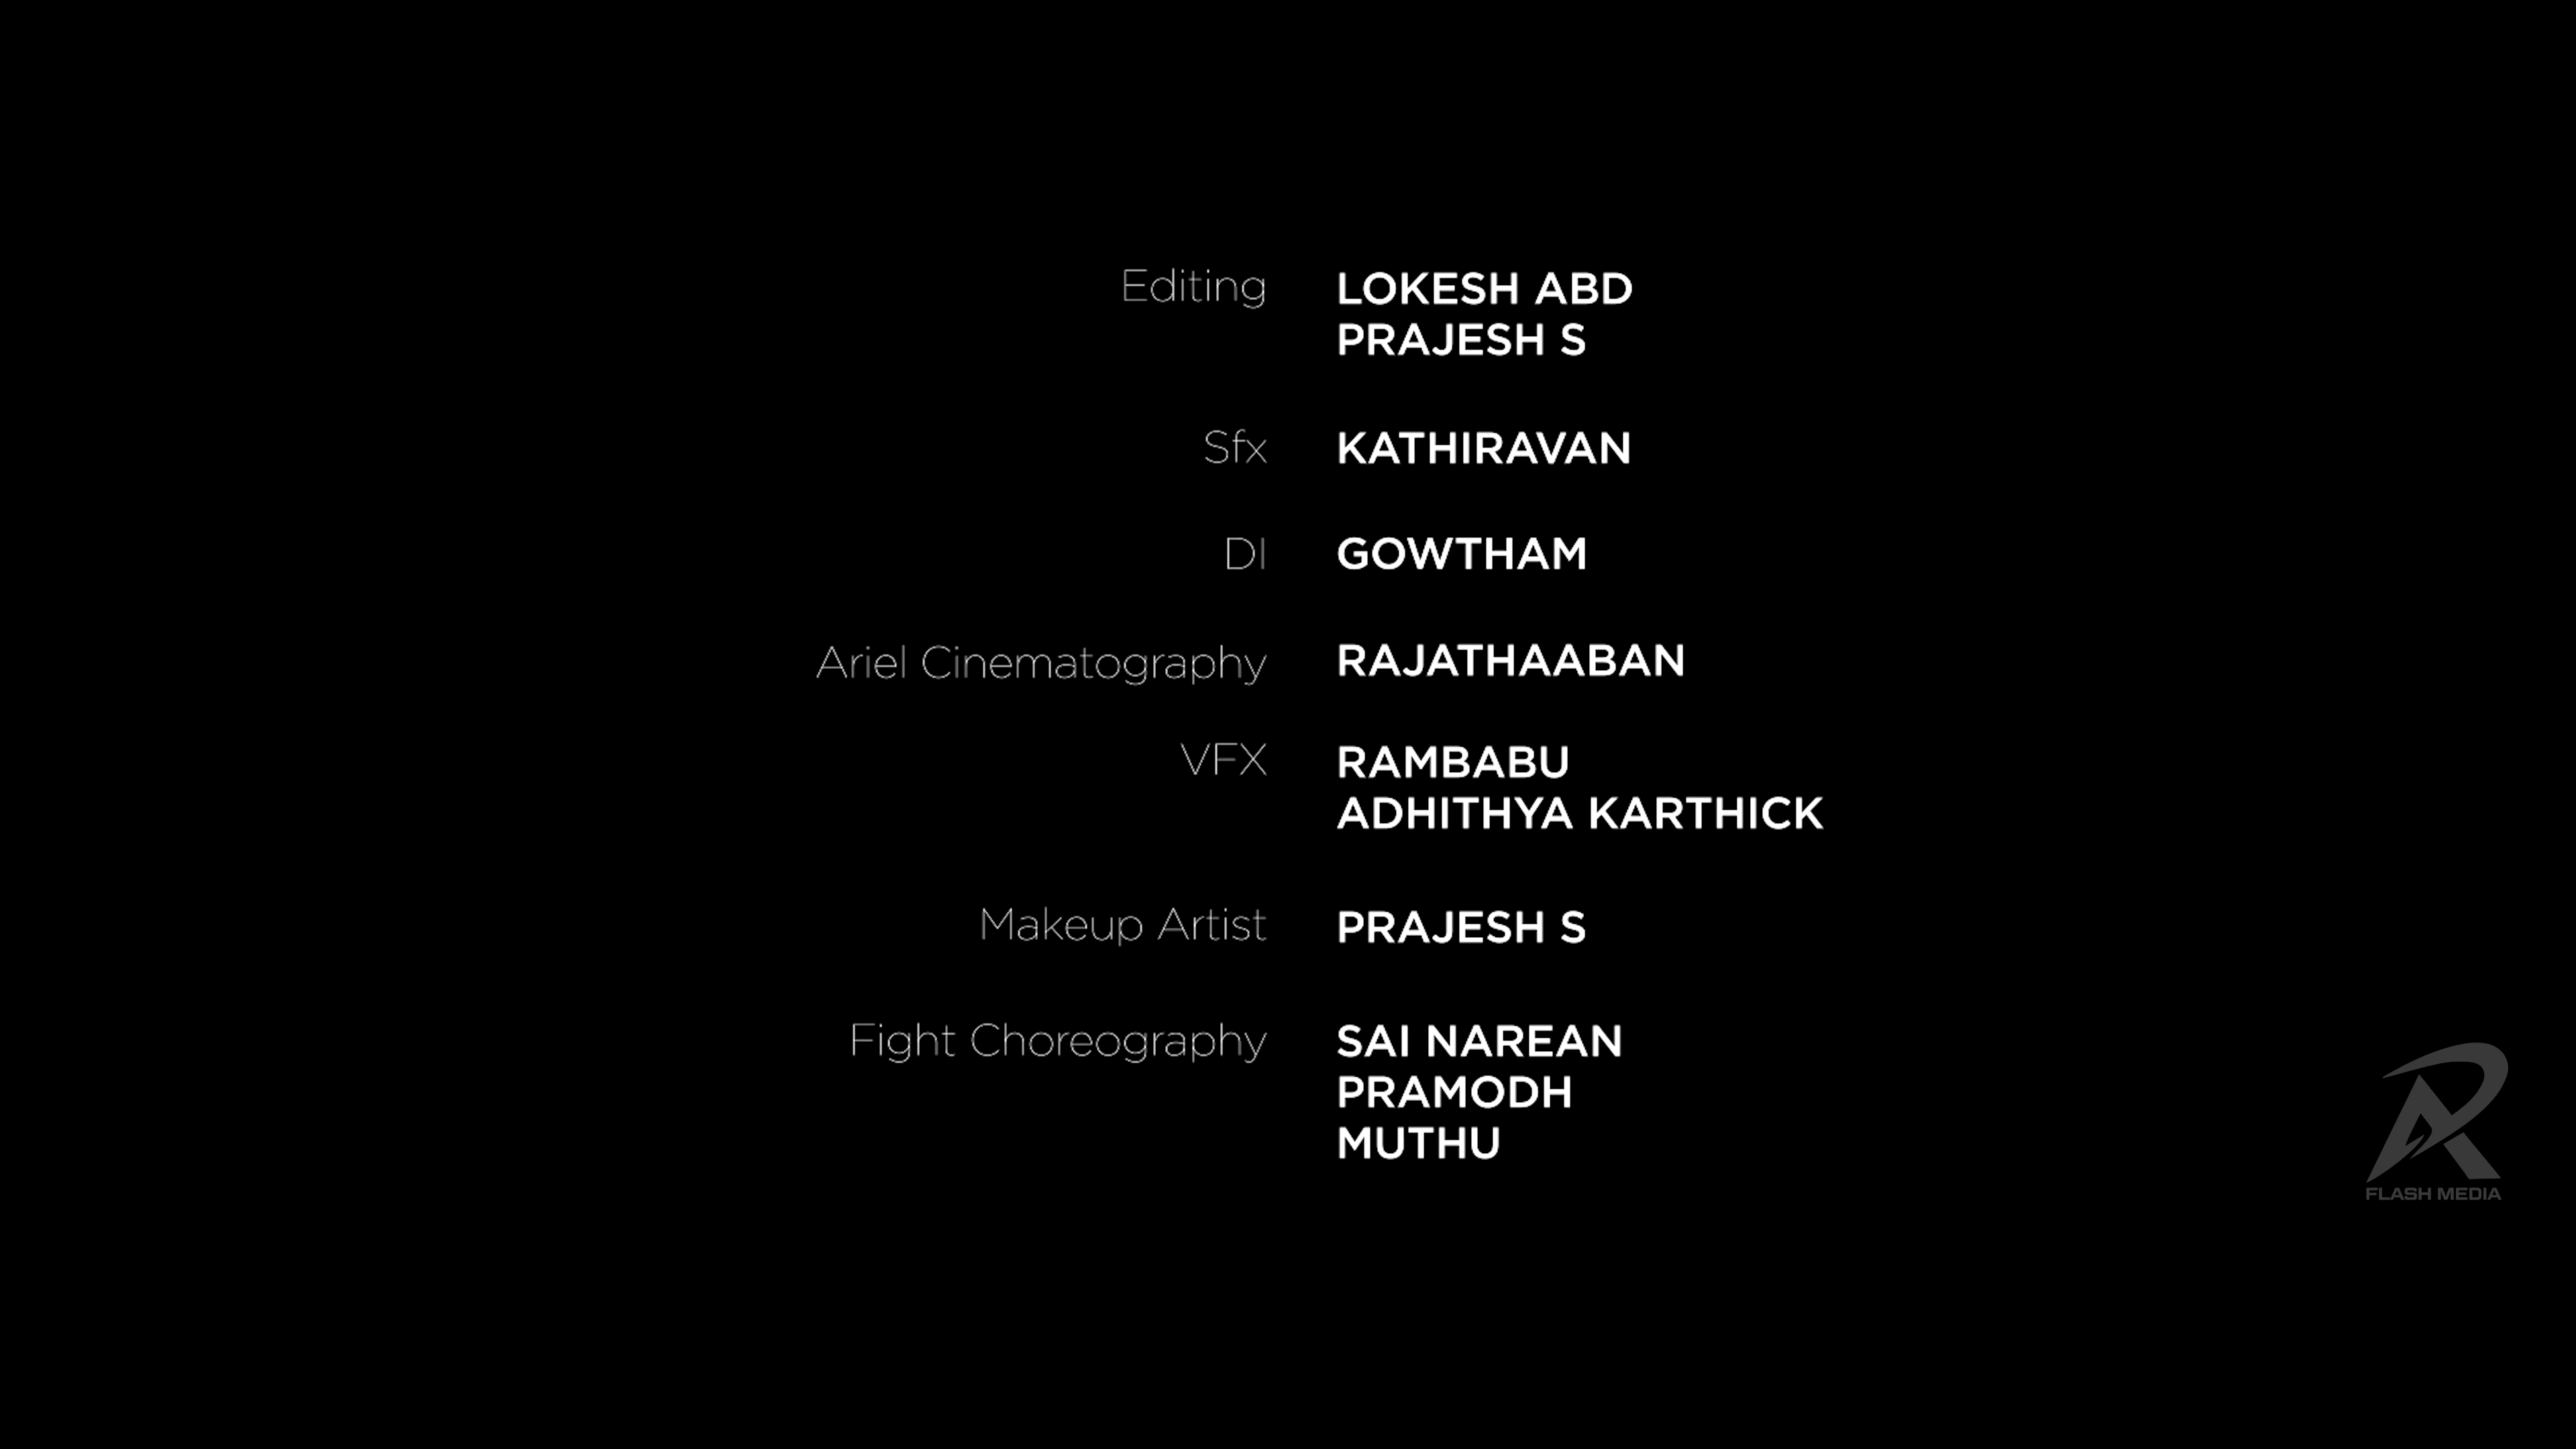 Editing LOKESH ABD
PRAJESH S
Sfx KATHIRAVAN
DI GOWTHAM
Ariel Cinematography RAJATHAABAN
VFX RAMBABU
ADHITHYA KARTHICK
Makeup Artist PRAJESH S
Fight Choreography SAI NAREAN
PRAMODH
MUTHU
FLASH MEDIA